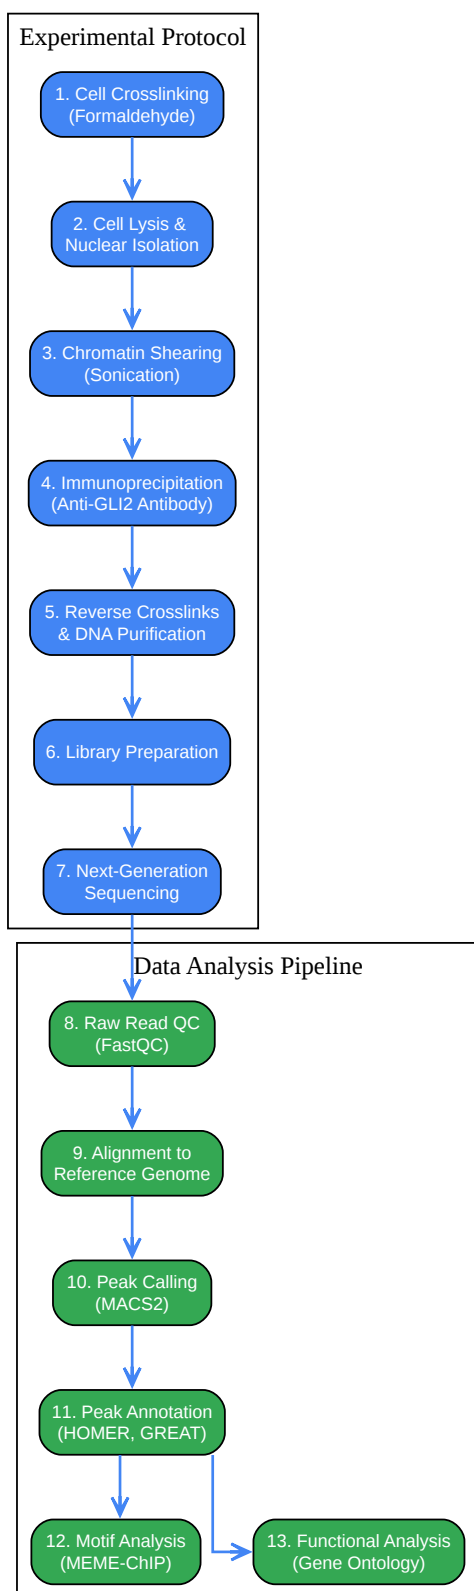 Experimental Protocol
1. Cell Crosslinking
(Formaldehyde)
2. Cell Lysis &
Nuclear Isolation
3. Chromatin Shearing
(Sonication)
4. Immunoprecipitation
(Anti-GLI2 Antibody)
5. Reverse Crosslinks
& DNA Purification
6. Library Preparation
7. Next-Generation
Sequencing
Data Analysis Pipeline
8. Raw Read QC
(FastQC)
9. Alignment to
Reference Genome
10. Peak Calling
(MACS2)
11. Peak Annotation
(HOMER, GREAT)
12. Motif Analysis
(MEME-ChIP)
13. Functional Analysis
(Gene Ontology)